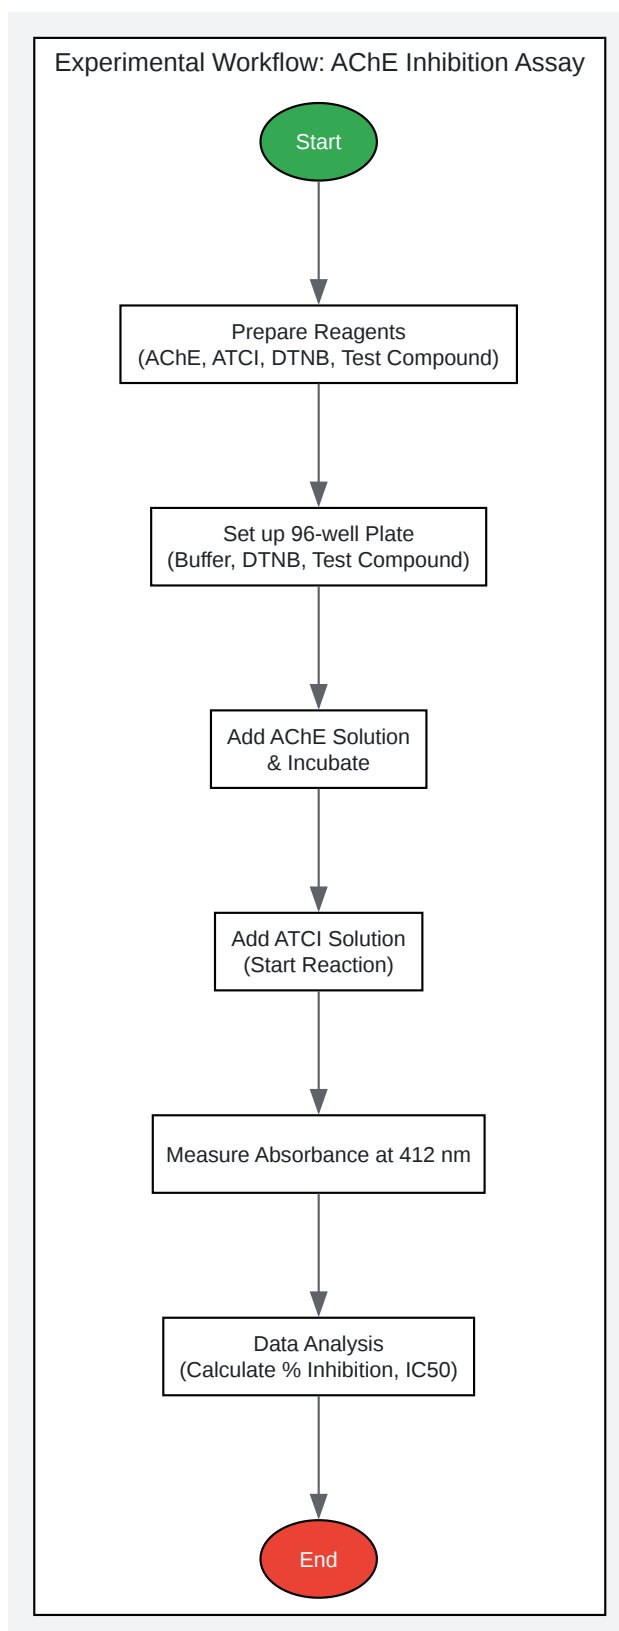 Experimental Workflow: AChE Inhibition Assay
Start
Prepare Reagents
(AChE, ATCI, DTNB, Test Compound)
Set up 96-well Plate
(Buffer, DTNB, Test Compound)
Add AChE Solution
& Incubate
Add ATCI Solution
(Start Reaction)
Measure Absorbance at 412 nm
Data Analysis
(Calculate % Inhibition, IC50)
End